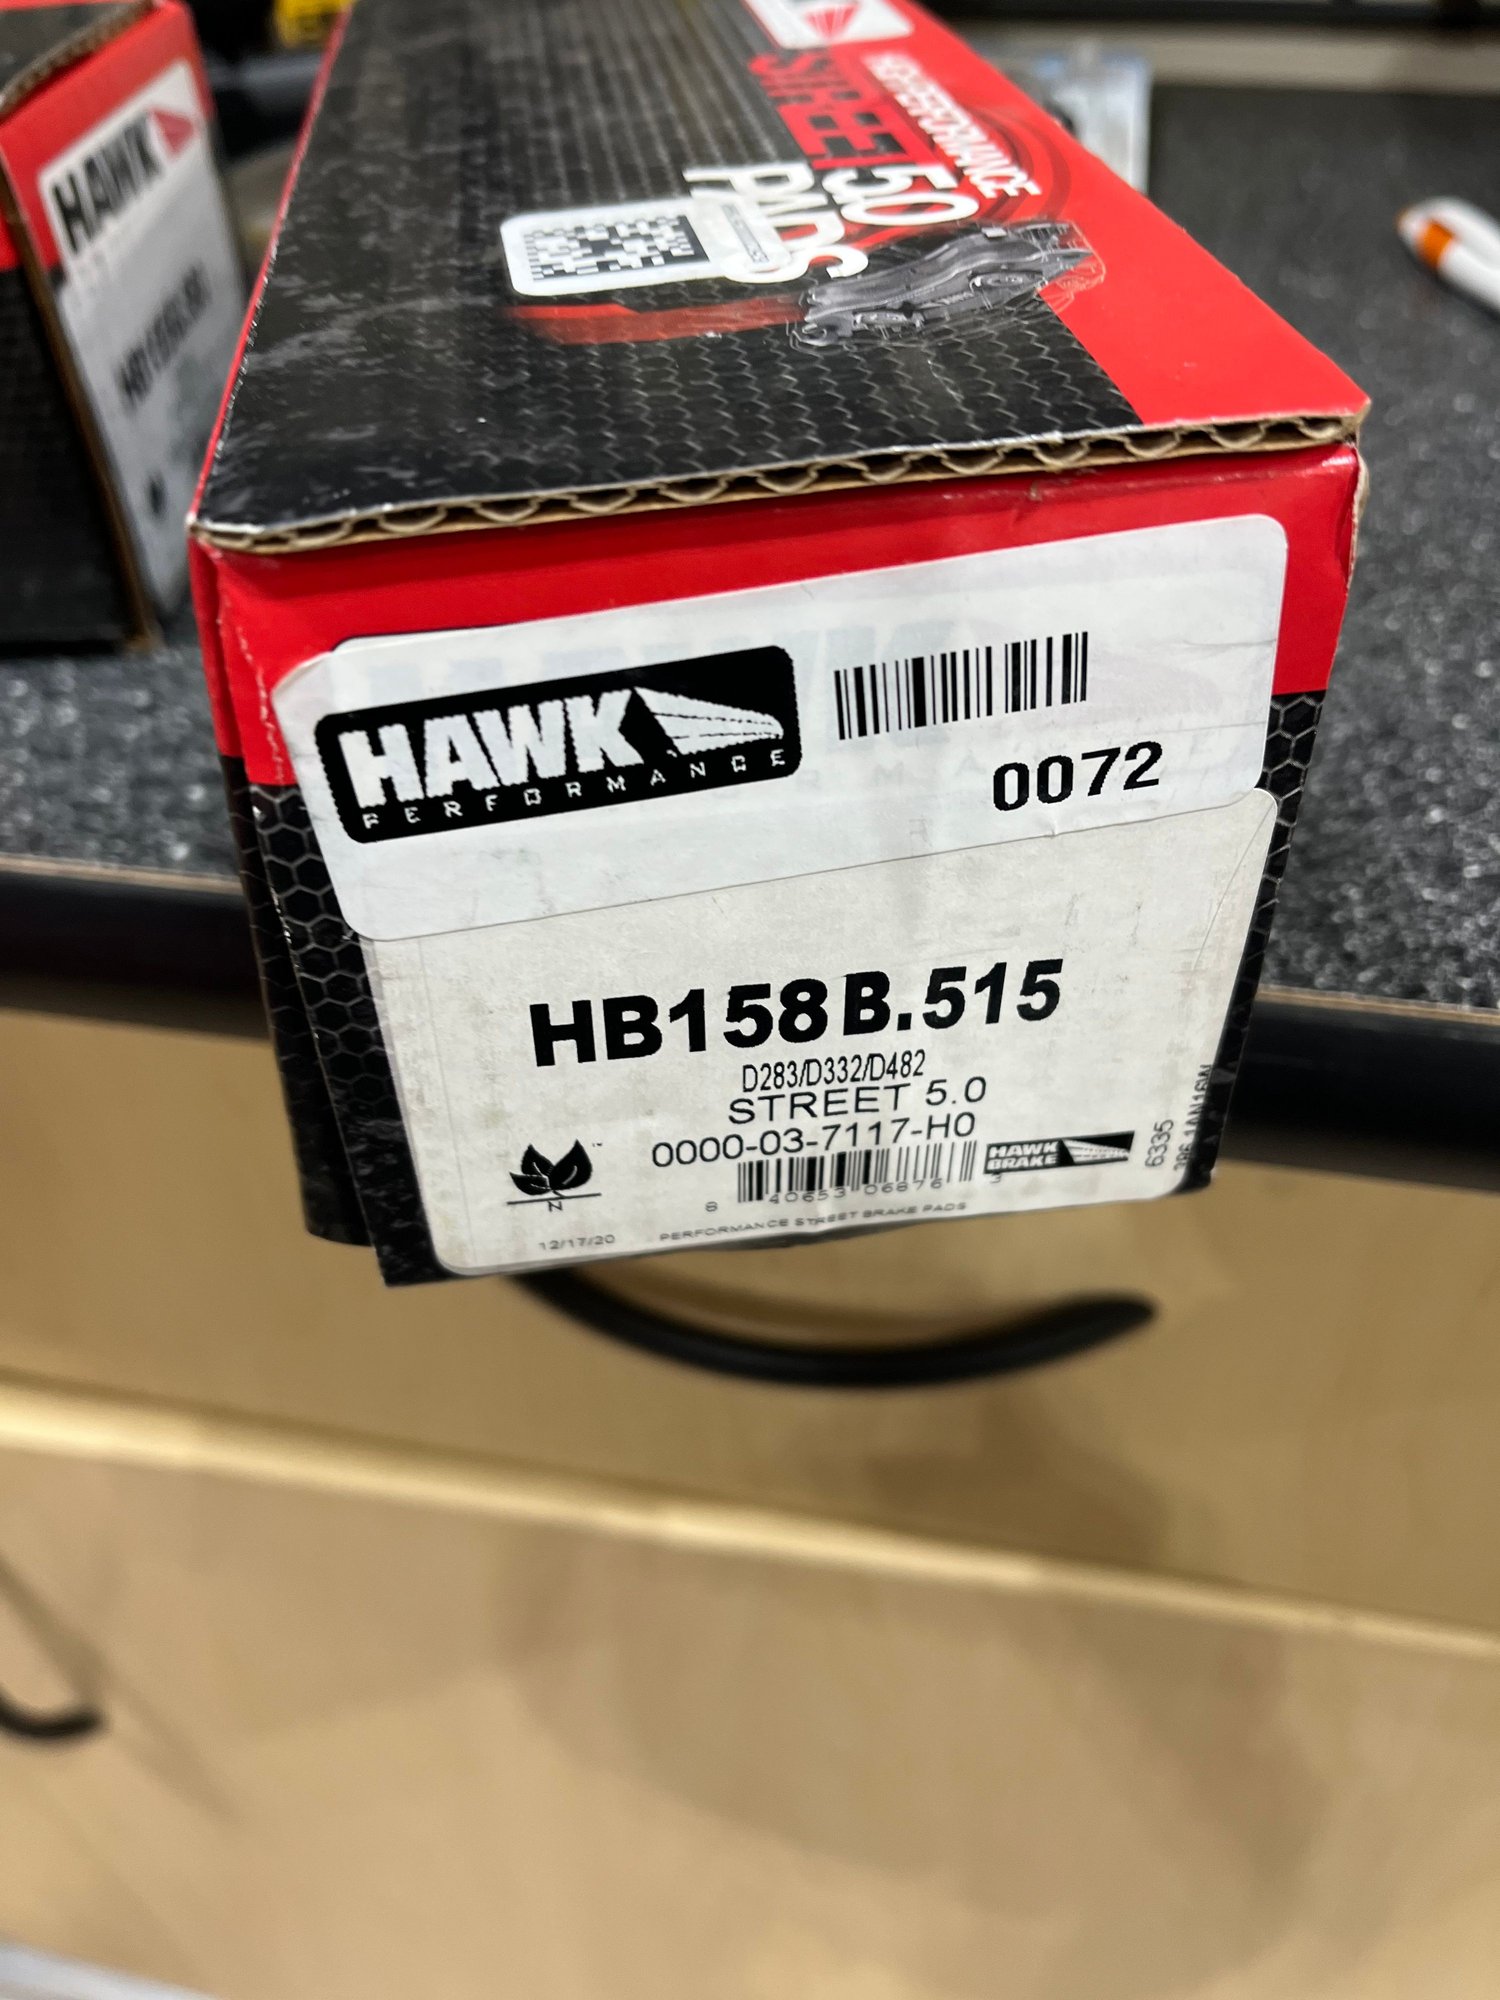 HIGH PERFORMANCE
STREET 5.0
PADS
HAWK
HAWK
PERFORMANCE
0072
HB158B.515
D283/D332/D482
STREET 5.0
0000-03-7117-H0
HAWK
BRAKE
6335
N
8 40653 06876 3
12/17/20
PERFORMANCE STREET BRAKE PADS